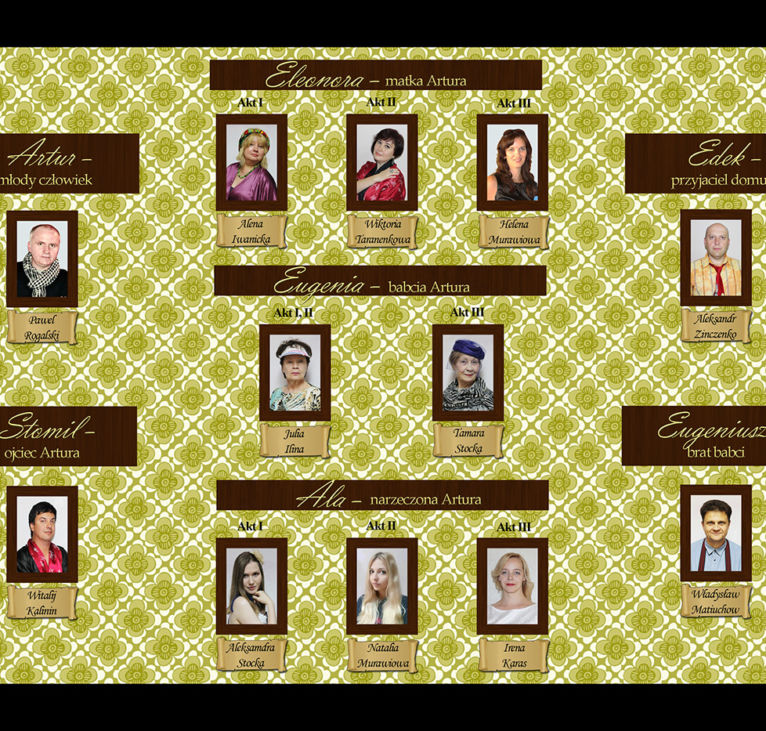 Eleonora – matka Artura
Akt I
Akt II
Akt III
Alena
Iwanicka
Wiktoria
Taranenkowa
Helena
Murawiowa
Artur –
młody człowiek
Paweł
Rogalski
Edek –
przyjaciel domu
Aleksandr
Zinczenko
Eugenia – babcia Artura
Akt I, II
Akt III
Julia
Ilina
Tamara
Stocka
Stomil –
ojciec Artura
Witalij
Kalinin
Eugeniusz
brat babci
Władysław
Matiuchow
Ala – narzeczona Artura
Akt I
Akt II
Akt III
Aleksandra
Stocka
Natalia
Murawiowa
Irena
Karas